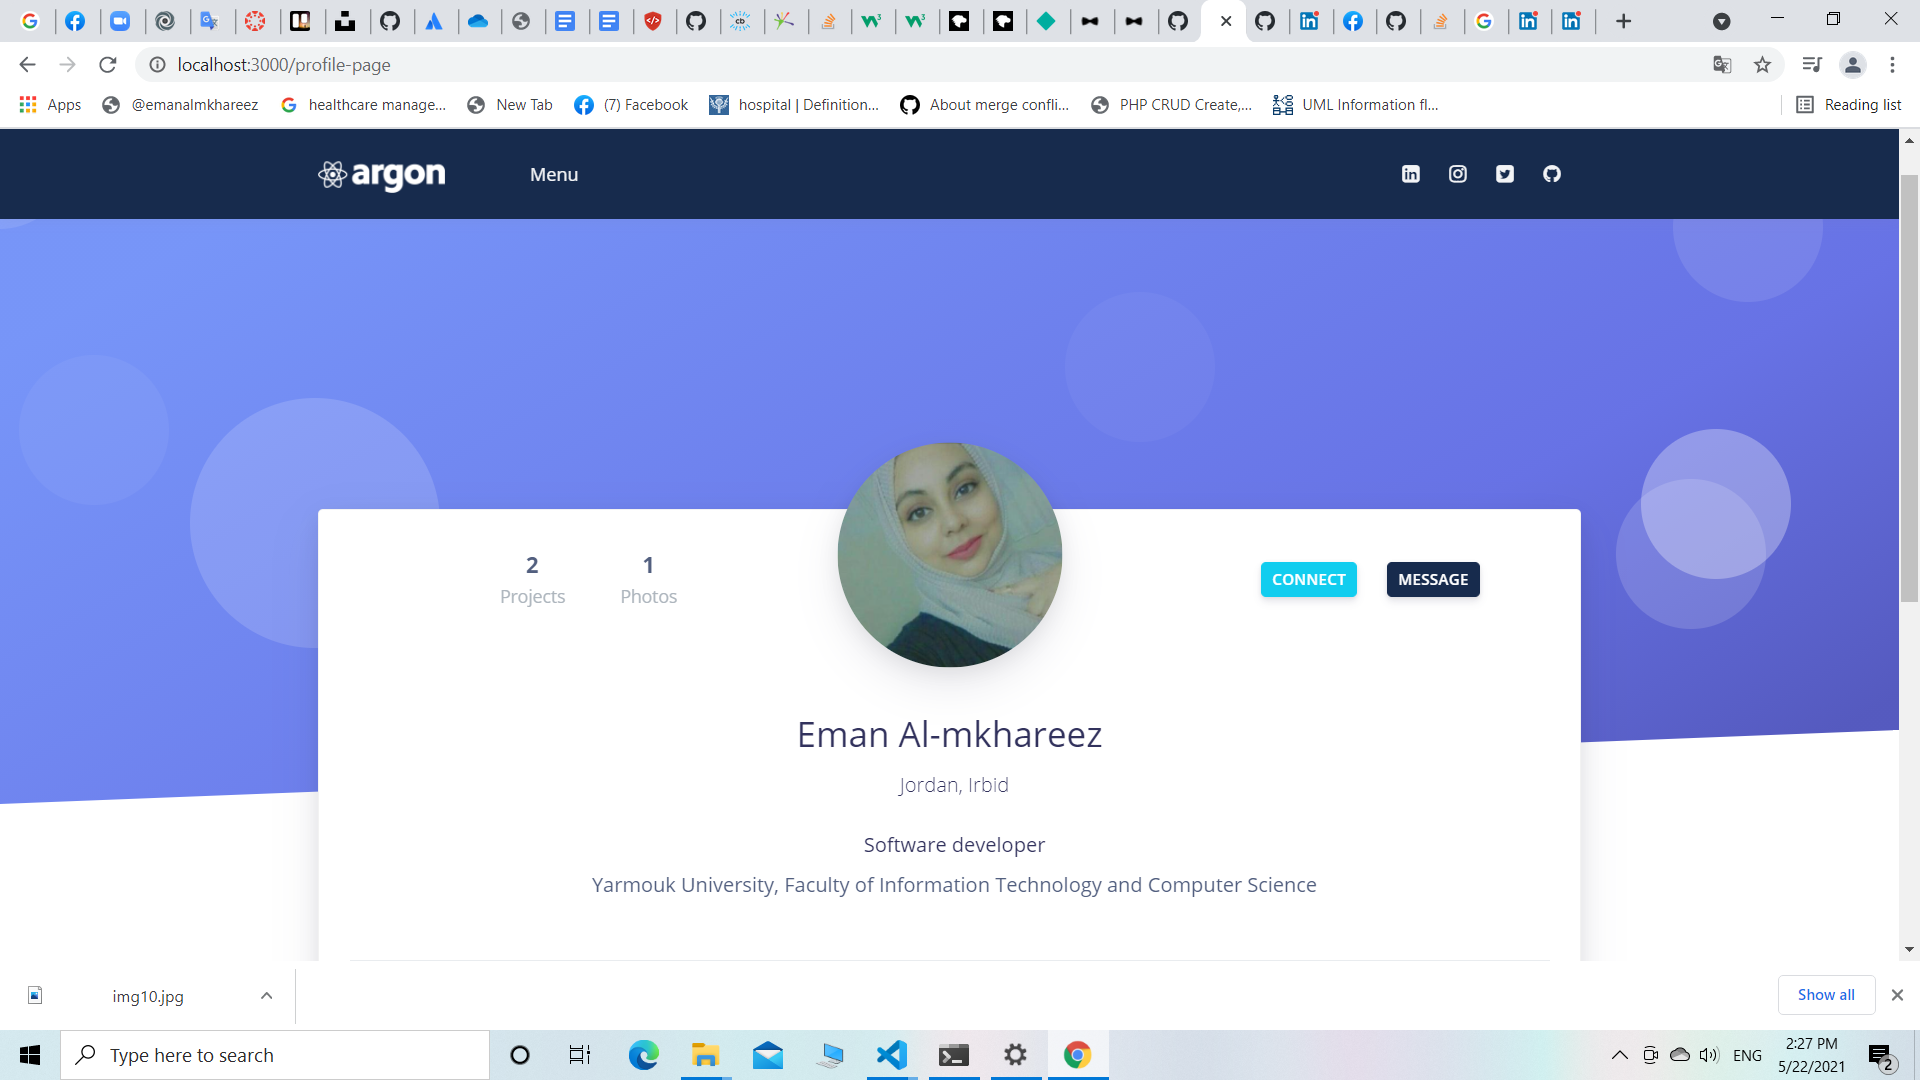 localhost:3000/profile-page
Apps
@emanalmkhareez
healthcare manage...
New Tab
(7) Facebook
hospital | Definition...
About merge confli...
PHP CRUD Create,...
UML Information fl...
Reading list
argon
Menu
2
Projects
1
Photos
CONNECT
MESSAGE
Eman Al-mkhareez
Jordan, Irbid
Software developer
Yarmouk University, Faculty of Information Technology and Computer Science
img10.jpg
Show all
Type here to search
ENG
2:27 PM
5/22/2021
2